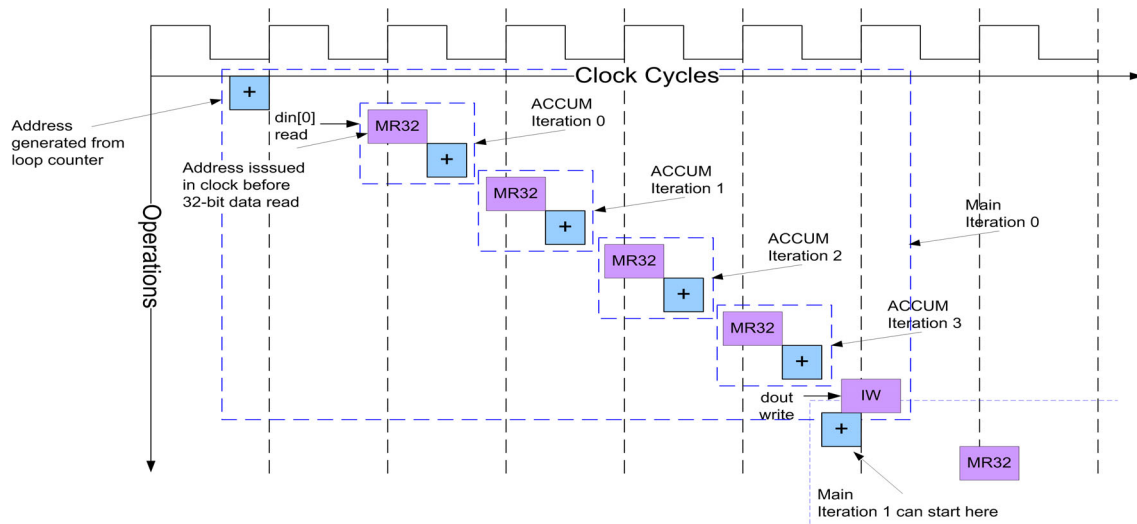 Clock Cycles
+
Address
generated from
loop counter
din[0]
read
MR32
ACCUM
Iteration 0
+
Address isssued
in clock before
32-bit data read
MR32
ACCUM
Iteration 1
+
Operations
Main
Iteration 0
MR32
ACCUM
Iteration 2
+
MR32
ACCUM
Iteration 3
+
dout
write
IW
+
MR32
Main
Iteration 1 can start here